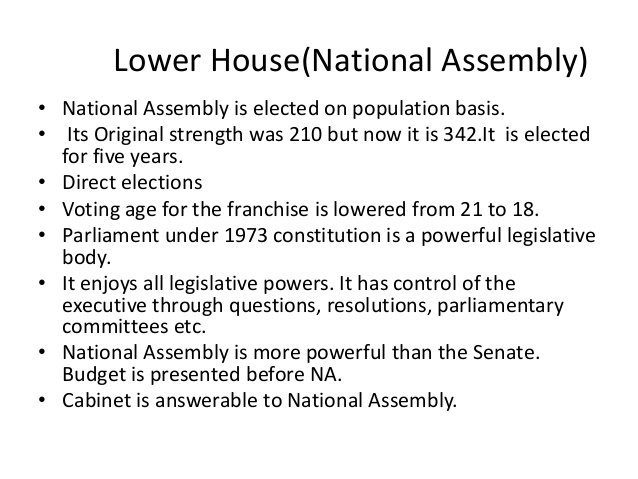 Lower House(National Assembly)
• National Assembly is elected on population basis.
• Its Original strength was 210 but now it is 342.It is elected
for five years.
• Direct elections
• Voting age for the franchise is lowered from 21 to 18.
• Parliament under 1973 constitution is a powerful legislative
body.
• It enjoys all legislative powers. It has control of the
executive through questions, resolutions, parliamentary
committees etc.
• National Assembly is more powerful than the Senate.
Budget is presented before NA.
• Cabinet is answerable to National Assembly.